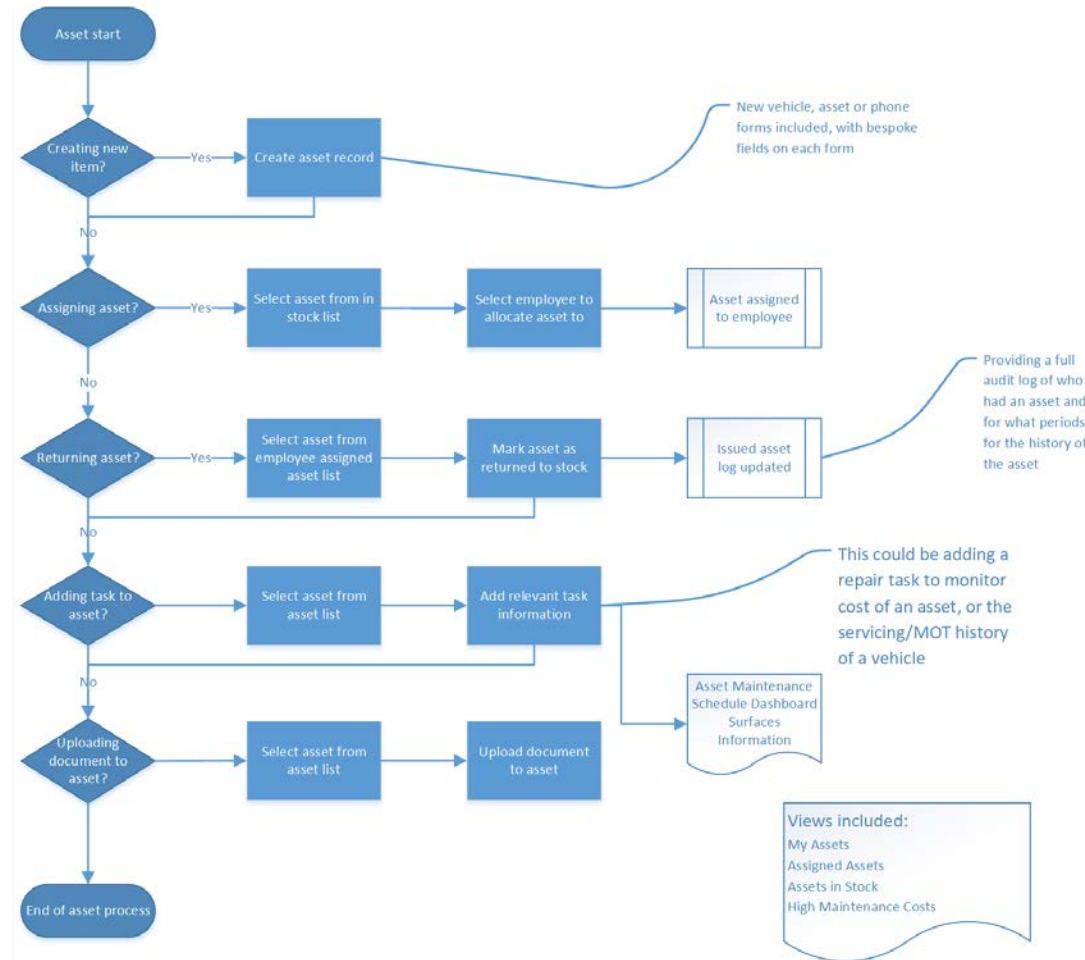 Asset start
Creating new
item?
Yes
Create asset record
New vehicle, asset or phone
forms included, with bespoke
fields on each form
No
Assigning asset?
Yes
Select asset from in
stock list
Select employee to
allocate asset to
Asset assigned
to employee
No
Returning asset?
Yes
Select asset from
employee assigned
asset list
Mark asset as
returned to stock
Issued asset
log updated
Providing a full
audit log of who
had an asset and
for what periods
for the history of
the asset
No
Adding task to
asset?
Select asset from
asset list
Add relevant task
information
This could be adding a
repair task to monitor
cost of an asset, or the
servicing/MOT history
of a vehicle
Asset Maintenance
Schedule Dashboard
Surfaces
Information
No
Uploading
document to
asset?
Select asset from
asset list
Upload document
to asset
Views included:
My Assets
Assigned Assets
Assets in Stock
High Maintenance Costs
End of asset process